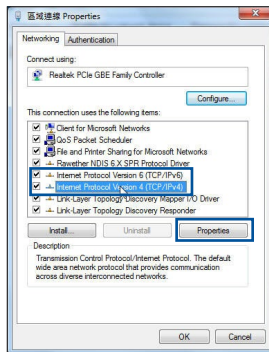 區域連線 Properties
Networking Authentication
Connect using:
Realtek PCIe GBE Family Controller
Configure...
This connection uses the following items:
Client for Microsoft Networks
QoS Packet Scheduler
File and Printer Sharing for Microsoft Networks
Rawether NDIS 6.X SPR Protocol Driver
Internet Protocol Version 6 (TCP/IPv6)
Internet Protocol Version 4 (TCP/IPv4)
Link-Layer Topology Discovery Mapper I/O Driver
Link-Layer Topology Discovery Responder
Install... Uninstall Properties
Description
Transmission Control Protocol/Internet Protocol. The default
wide area network protocol that provides communication
across diverse interconnected networks.
OK Cancel